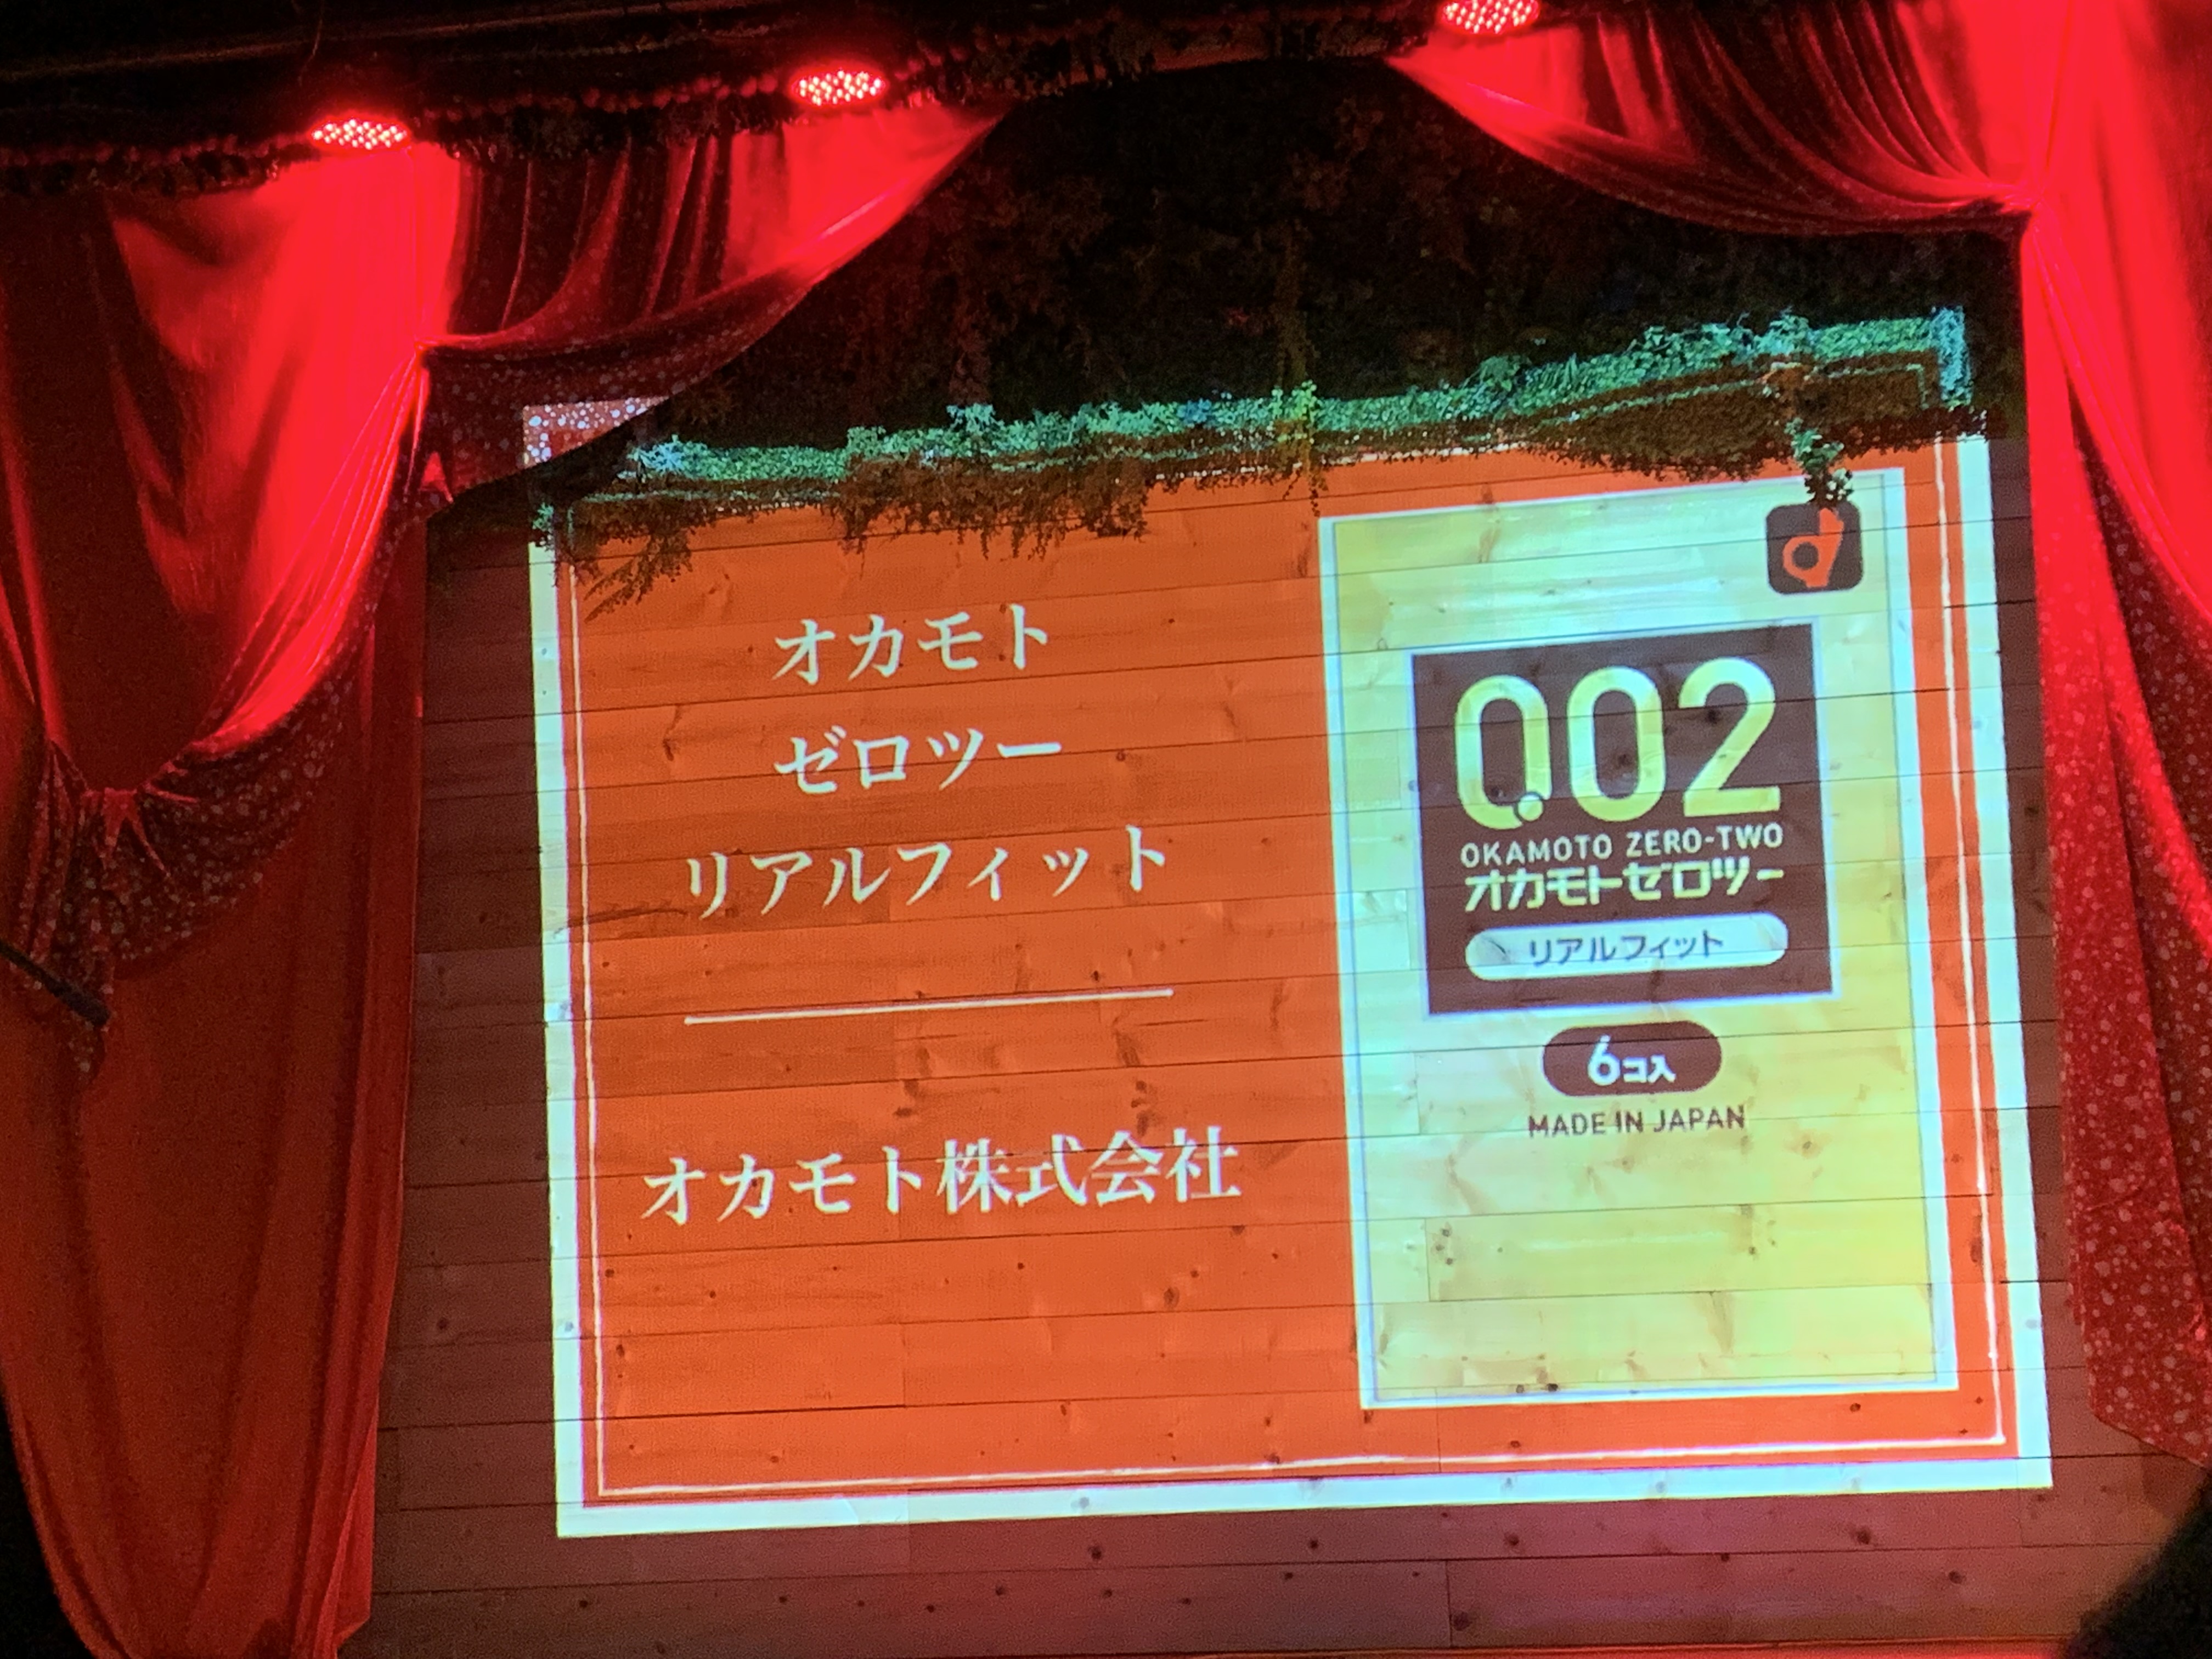 オカモト
ゼロツー
リアルフィット
オカモト株式会社
0.02
OKAMOTO ZERO-TWO
オカモトゼロツー
リアルフィット
6コ入
MADE IN JAPAN